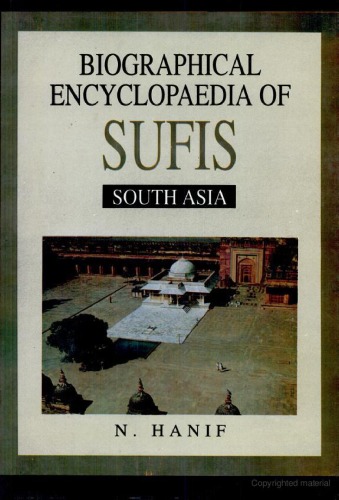 BIOGRAPHICAL
ENCYCLOPAEDIA OF
SUFIS
SOUTH ASIA
N. HANIF
Copyrighted material